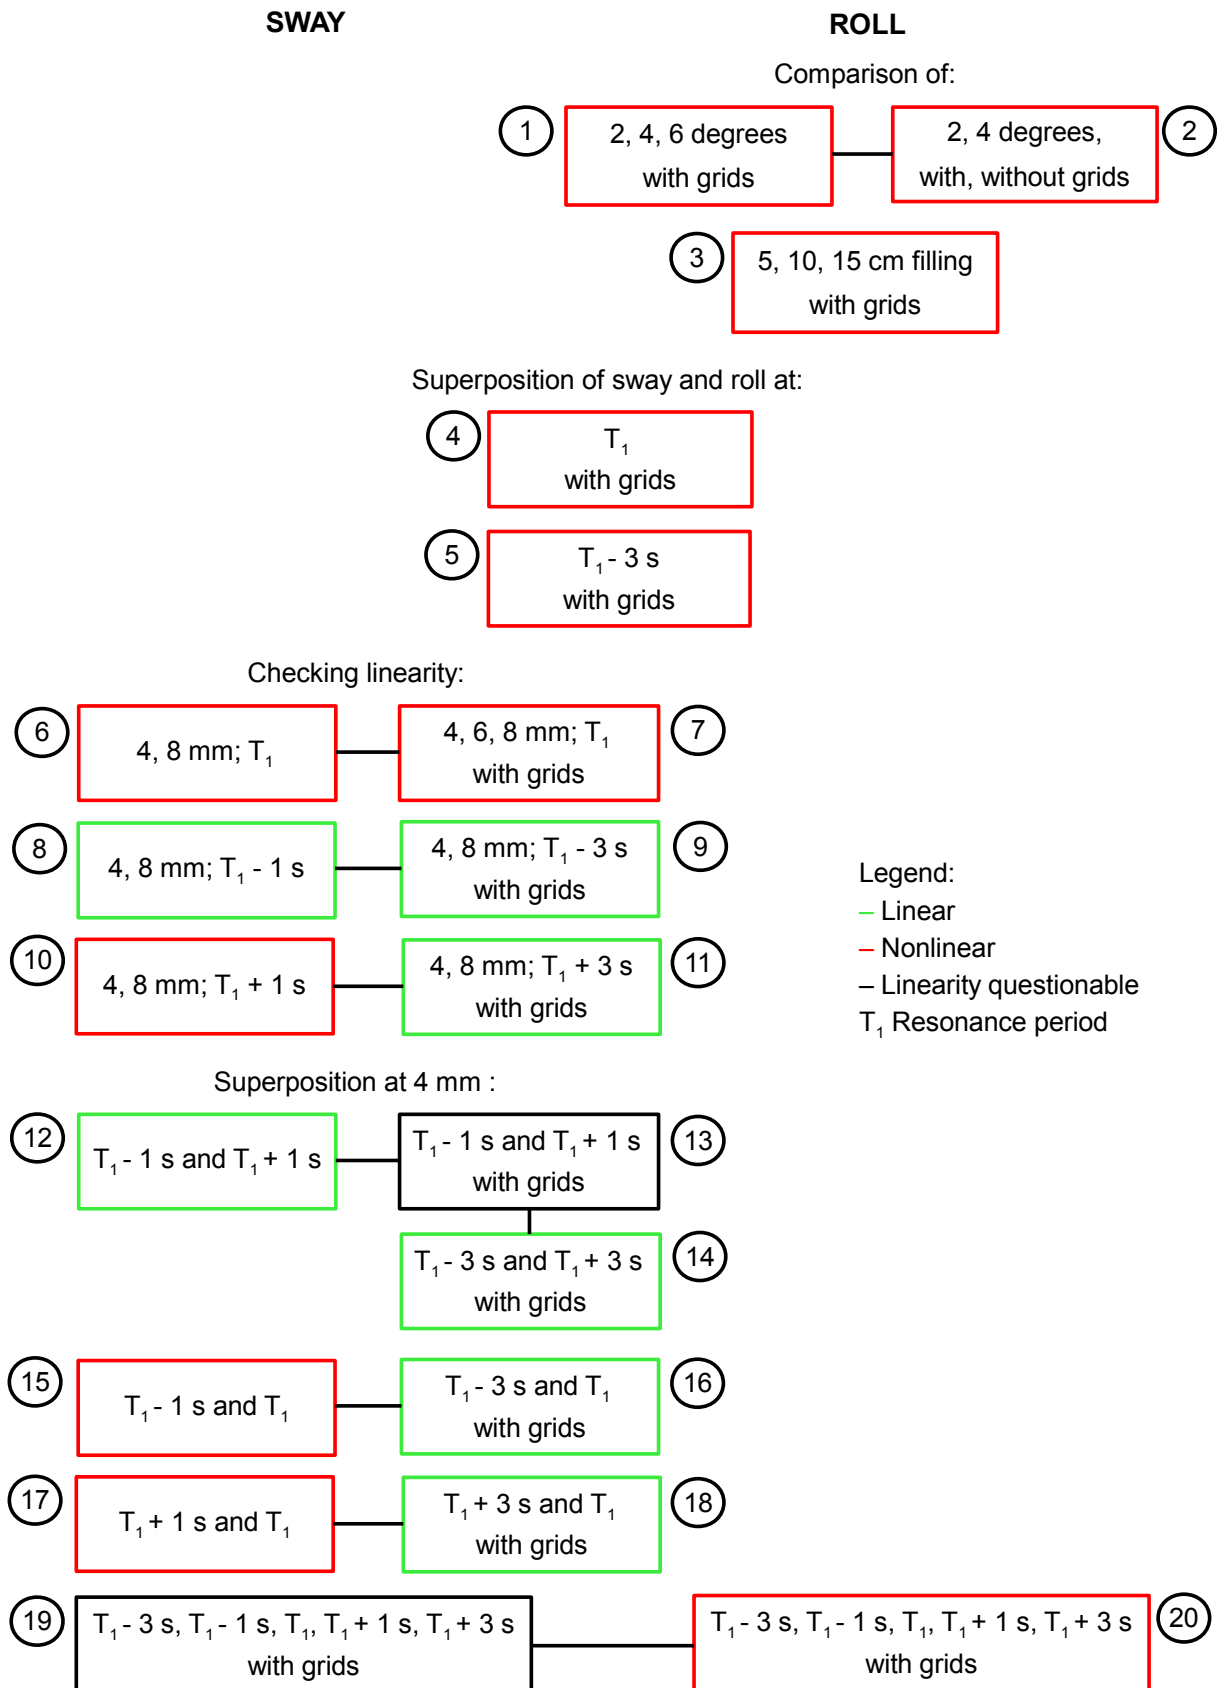 SWAY
ROLL
Comparison of:
1
2, 4, 6 degrees
with grids
2, 4 degrees,
with, without grids
2
3
5, 10, 15 cm filling
with grids
Superposition of sway and roll at:
4
T₁
with grids
5
T₁ - 3 s
with grids
Checking linearity:
6
4, 8 mm; T₁
4, 6, 8 mm; T₁
with grids
7
8
4, 8 mm; T₁ - 1 s
4, 8 mm; T₁ - 3 s
with grids
9
10
4, 8 mm; T₁ + 1 s
4, 8 mm; T₁ + 3 s
with grids
11
Legend:
– Linear
– Nonlinear
– Linearity questionable
T₁ Resonance period
Superposition at 4 mm :
12
T₁ - 1 s and T₁ + 1 s
T₁ - 1 s and T₁ + 1 s
with grids
13
T₁ - 3 s and T₁ + 3 s
with grids
14
15
T₁ - 1 s and T₁
T₁ - 3 s and T₁
with grids
16
17
T₁ + 1 s and T₁
T₁ + 3 s and T₁
with grids
18
19
T₁ - 3 s, T₁ - 1 s, T₁, T₁ + 1 s, T₁ + 3 s
with grids
T₁ - 3 s, T₁ - 1 s, T₁, T₁ + 1 s, T₁ + 3 s
with grids
20